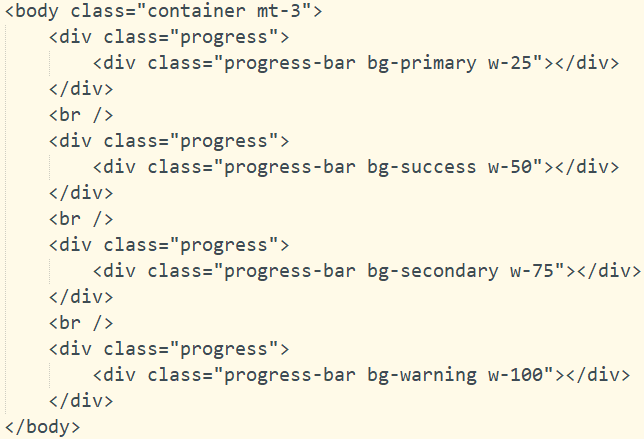 <body class="container mt-3">
    <div class="progress">
        <div class="progress-bar bg-primary w-25"></div>
    </div>
    <br />
    <div class="progress">
        <div class="progress-bar bg-success w-50"></div>
    </div>
    <br />
    <div class="progress">
        <div class="progress-bar bg-secondary w-75"></div>
    </div>
    <br />
    <div class="progress">
        <div class="progress-bar bg-warning w-100"></div>
    </div>
</body>